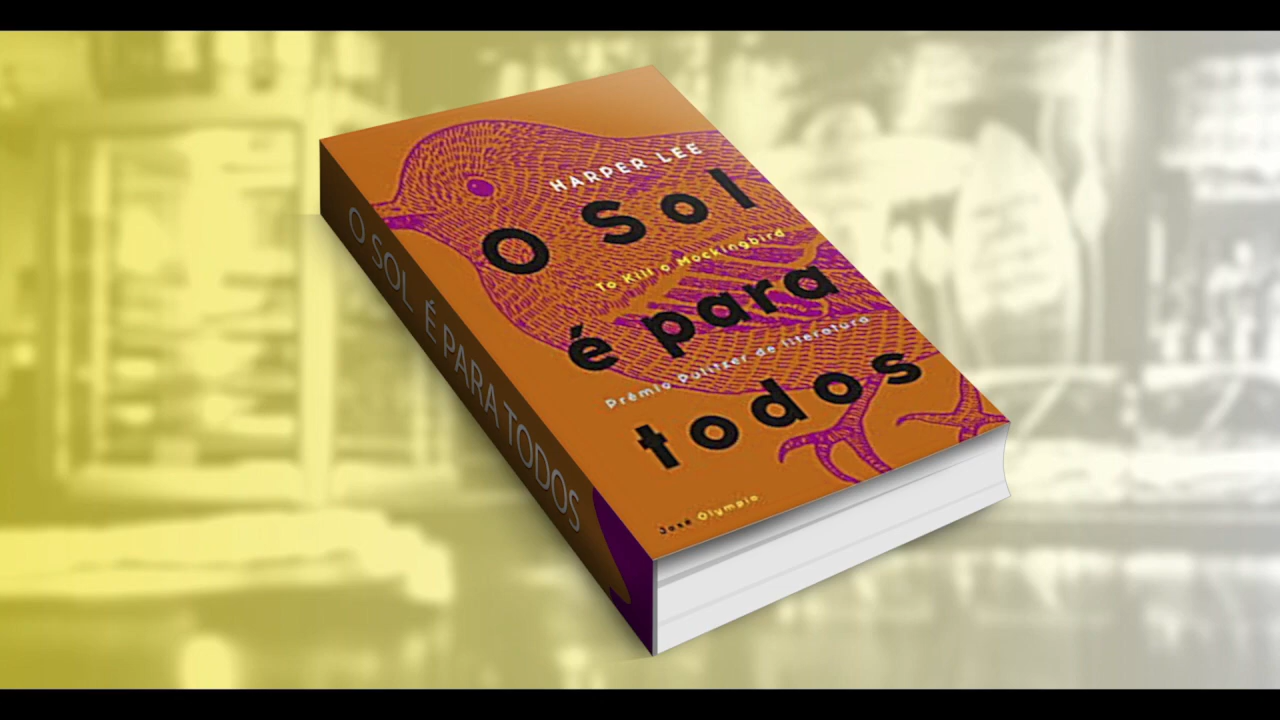 HARPER LEE
O Sol
To Kill a Mockingbird
é para
Prêmio Pulitzer de literatura
todos
José Olympio
O SOL É PARA TODOS